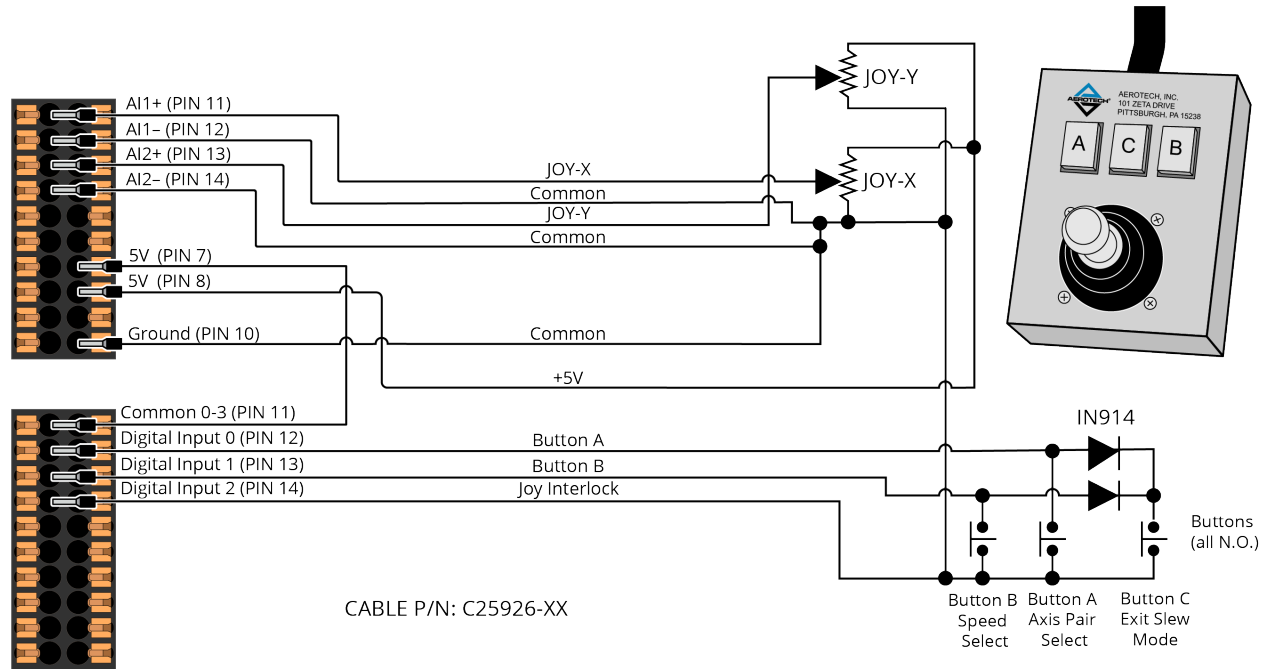 AI1+ (PIN 11)
AI1– (PIN 12)
AI2+ (PIN 13)
AI2– (PIN 14)
5V (PIN 7)
5V (PIN 8)
Ground (PIN 10)
JOY-X
Common
JOY-Y
Common
Common
+5V
JOY-Y
JOY-X
AEROTECH
AEROTECH, INC.
101 ZETA DRIVE
PITTSBURGH, PA 15238
A
C
B
Common 0-3 (PIN 11)
Digital Input 0 (PIN 12)
Digital Input 1 (PIN 13)
Digital Input 2 (PIN 14)
Button A
Button B
Joy Interlock
IN914
Buttons
(all N.O.)
Button B
Speed
Select
Button A
Axis Pair
Select
Button C
Exit Slew
Mode
CABLE P/N: C25926-XX